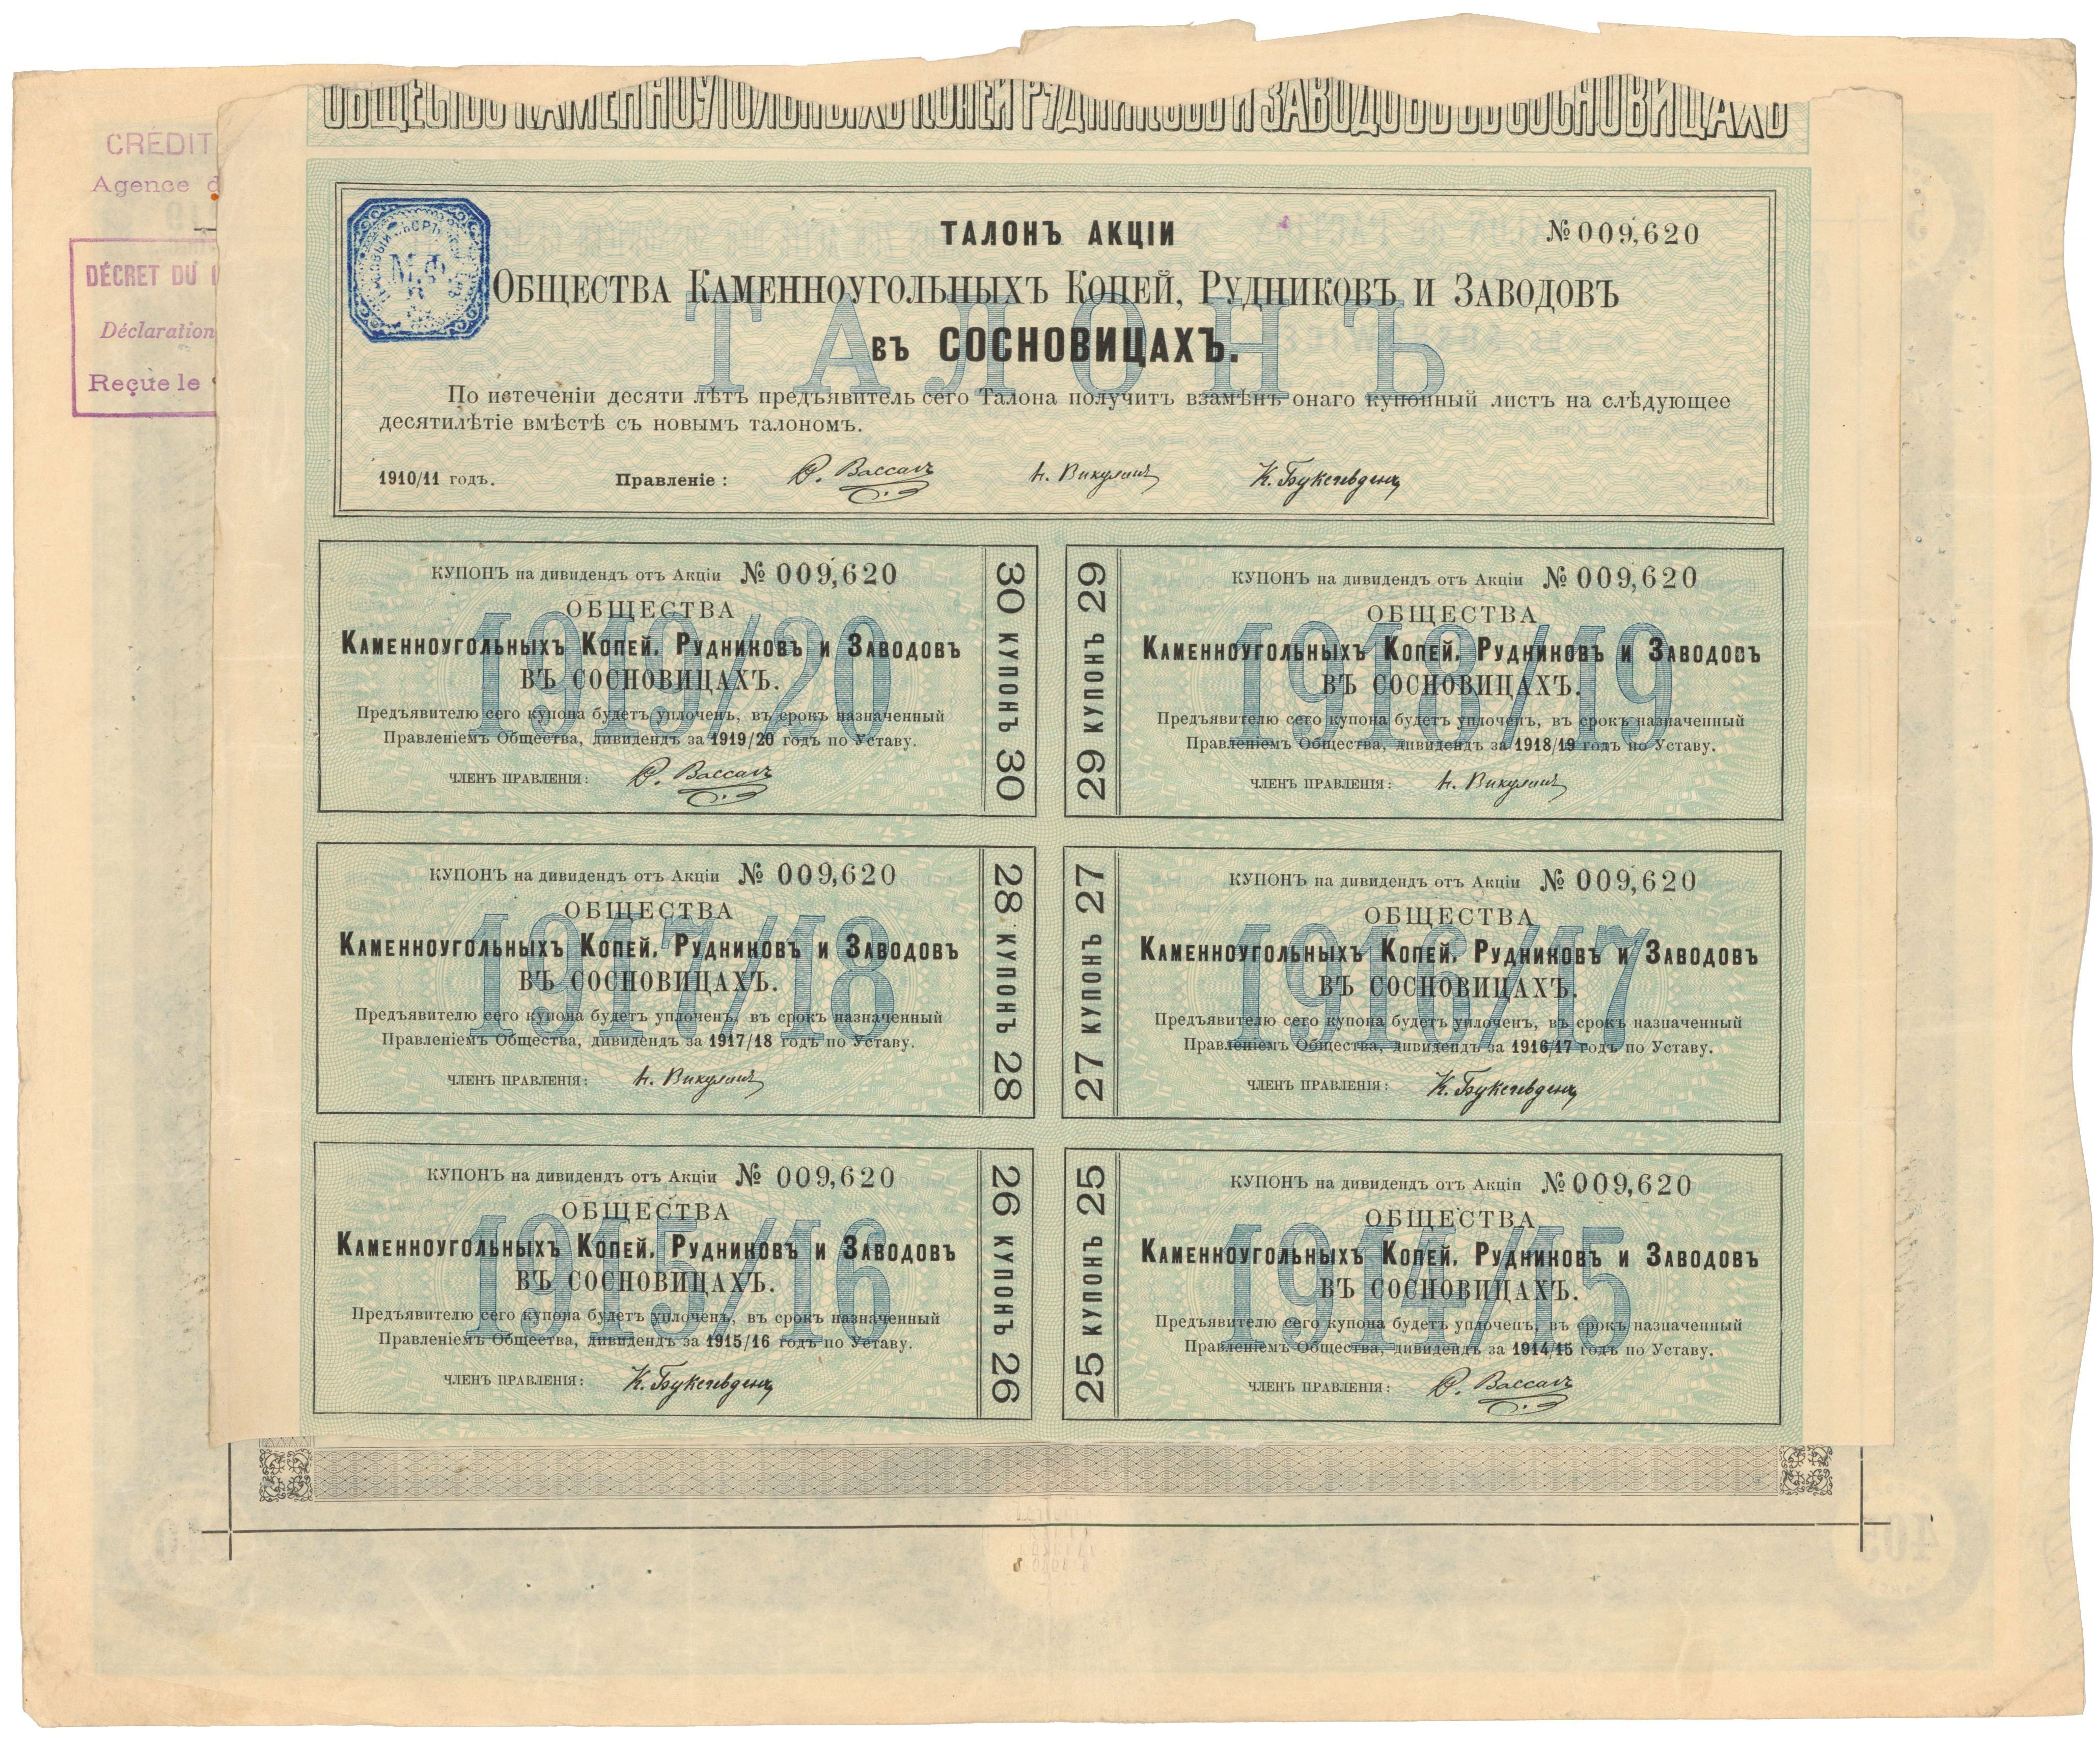 ОБЩЕСТВО КАМЕННОУГОЛЬНЫХЪ КОПЕЙ РУДНИКОВЪ И ЗАВОДОВЪ ВЪ СОСНОВИЦАХЪ
CRÉDIT
Agence d
DÉCRET DU
Déclaration
Reçue le
М.Ф.
ТАЛОНЪ АКЦІИ № 009,620
ОБЩЕСТВА КАМЕННОУГОЛЬНЫХЪ КОПЕЙ, РУДНИКОВЪ И ЗАВОДОВЪ
ВЪ СОСНОВИЦАХЪ.
ТАЛОНЪ
По истеченіи десяти лѣтъ предъявитель сего Талона получитъ взамѣнъ онаго купонный листъ на слѣдующее
десятилѣтіе вмѣстѣ съ новымъ талономъ.
1910/11 годъ. Правленіе:
КУПОНЪ на дивидендъ отъ Акціи № 009,620
ОБЩЕСТВА
КАМЕННОУГОЛЬНЫХЪ КОПЕЙ, РУДНИКОВЪ И ЗАВОДОВЪ
ВЪ СОСНОВИЦАХЪ.
1919/20
Предъявителю сего купона будетъ уплоченъ, въ срокъ назначенный
Правленіемъ Общества, дивидендъ за 1919/20 годъ по Уставу.
ЧЛЕНЪ ПРАВЛЕНІЯ:
30 КУПОНЪ 30
29 КУПОНЪ 29
КУПОНЪ на дивидендъ отъ Акціи № 009,620
ОБЩЕСТВА
КАМЕННОУГОЛЬНЫХЪ КОПЕЙ, РУДНИКОВЪ И ЗАВОДОВЪ
ВЪ СОСНОВИЦАХЪ.
1918/19
Предъявителю сего купона будетъ уплоченъ, въ срокъ назначенный
Правленіемъ Общества, дивидендъ за 1918/19 годъ по Уставу.
ЧЛЕНЪ ПРАВЛЕНІЯ:
КУПОНЪ на дивидендъ отъ Акціи № 009,620
ОБЩЕСТВА
КАМЕННОУГОЛЬНЫХЪ КОПЕЙ, РУДНИКОВЪ И ЗАВОДОВЪ
ВЪ СОСНОВИЦАХЪ.
1917/18
Предъявителю сего купона будетъ уплоченъ, въ срокъ назначенный
Правленіемъ Общества, дивидендъ за 1917/18 годъ по Уставу.
ЧЛЕНЪ ПРАВЛЕНІЯ:
28 КУПОНЪ 28
27 КУПОНЪ 27
КУПОНЪ на дивидендъ отъ Акціи № 009,620
ОБЩЕСТВА
КАМЕННОУГОЛЬНЫХЪ КОПЕЙ, РУДНИКОВЪ И ЗАВОДОВЪ
ВЪ СОСНОВИЦАХЪ.
1916/17
Предъявителю сего купона будетъ уплоченъ, въ срокъ назначенный
Правленіемъ Общества, дивидендъ за 1916/17 годъ по Уставу.
ЧЛЕНЪ ПРАВЛЕНІЯ:
КУПОНЪ на дивидендъ отъ Акціи № 009,620
ОБЩЕСТВА
КАМЕННОУГОЛЬНЫХЪ КОПЕЙ, РУДНИКОВЪ И ЗАВОДОВЪ
ВЪ СОСНОВИЦАХЪ.
1915/16
Предъявителю сего купона будетъ уплоченъ, въ срокъ назначенный
Правленіемъ Общества, дивидендъ за 1915/16 годъ по Уставу.
ЧЛЕНЪ ПРАВЛЕНІЯ:
26 КУПОНЪ 26
25 КУПОНЪ 25
КУПОНЪ на дивидендъ отъ Акціи № 009,620
ОБЩЕСТВА
КАМЕННОУГОЛЬНЫХЪ КОПЕЙ, РУДНИКОВЪ И ЗАВОДОВЪ
ВЪ СОСНОВИЦАХЪ.
1914/15
Предъявителю сего купона будетъ уплоченъ, въ срокъ назначенный
Правленіемъ Общества, дивидендъ за 1914/15 годъ по Уставу.
ЧЛЕНЪ ПРАВЛЕНІЯ: